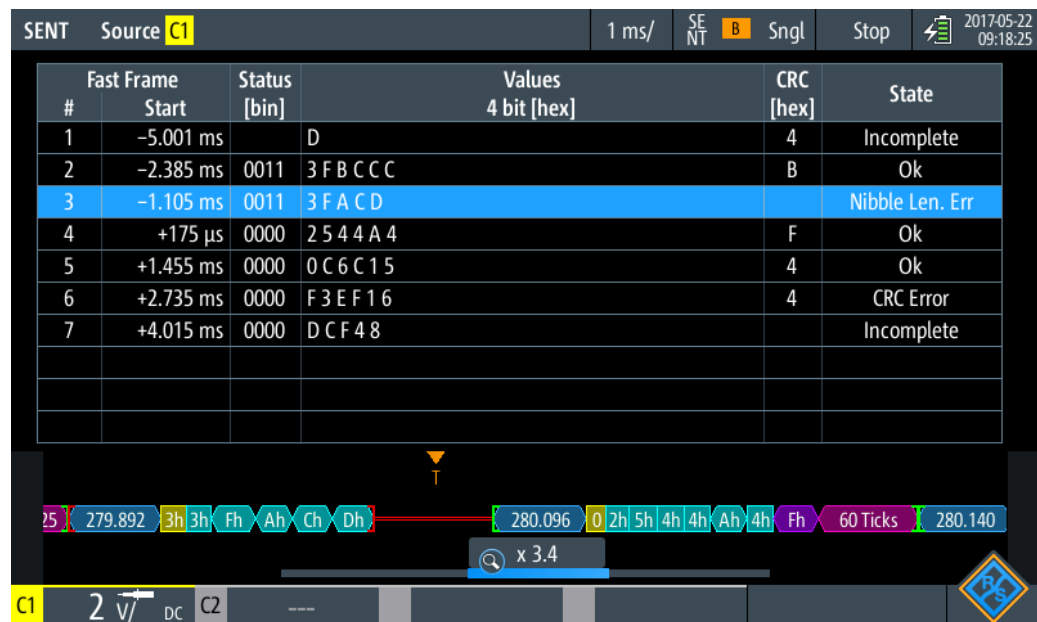 SENT Source C1 1 ms/ SENT B Sngl Stop 2017-05-22 09:18:25
Fast Frame Status Values CRC State
# Start [bin] 4 bit [hex] [hex]
1 −5.001 ms D 4 Incomplete
2 −2.385 ms 0011 3 F B C C C B Ok
3 −1.105 ms 0011 3 F A C D Nibble Len. Err
4 +175 µs 0000 2 5 4 4 A 4 F Ok
5 +1.455 ms 0000 0 C 6 C 1 5 4 Ok
6 +2.735 ms 0000 F 3 E F 1 6 4 CRC Error
7 +4.015 ms 0000 D C F 4 8 Incomplete
T
25 279.892 3h 3h Fh Ah Ch Dh 280.096 0 2h 5h 4h 4h Ah 4h Fh 60 Ticks 280.140
x 3.4
C1 2 V/ DC C2 ---
R&S